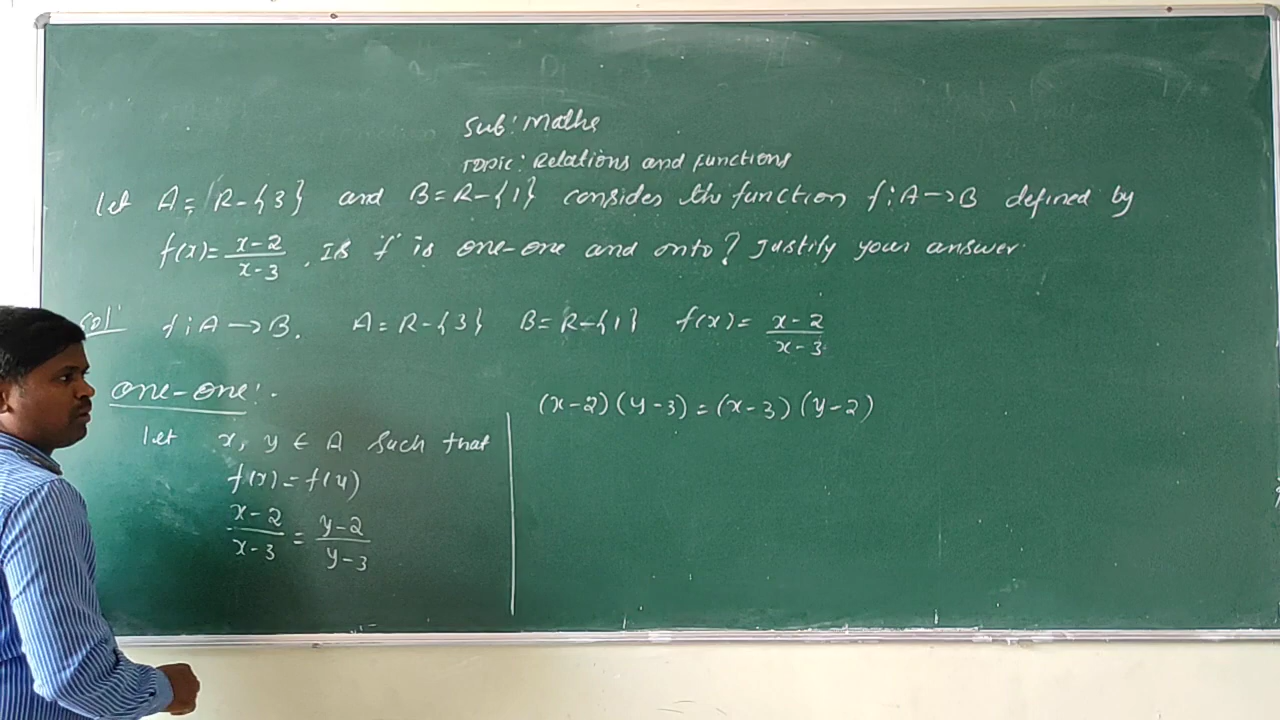 Sub: Maths
Topic: Relations and functions
Let A = R-{3} and B = R-{1} consider the function f: A → B defined by
f(x) = (x-2)/(x-3). Is f is one-one and onto? Justify your answer.
Sol: f: A → B. A = R-{3} B = R-{1} f(x) = (x-2)/(x-3)
one-one:-
Let x, y ∈ A such that
f(x) = f(y)
(x-2)/(x-3) = (y-2)/(y-3)
(x-2)(y-3) = (x-3)(y-2)